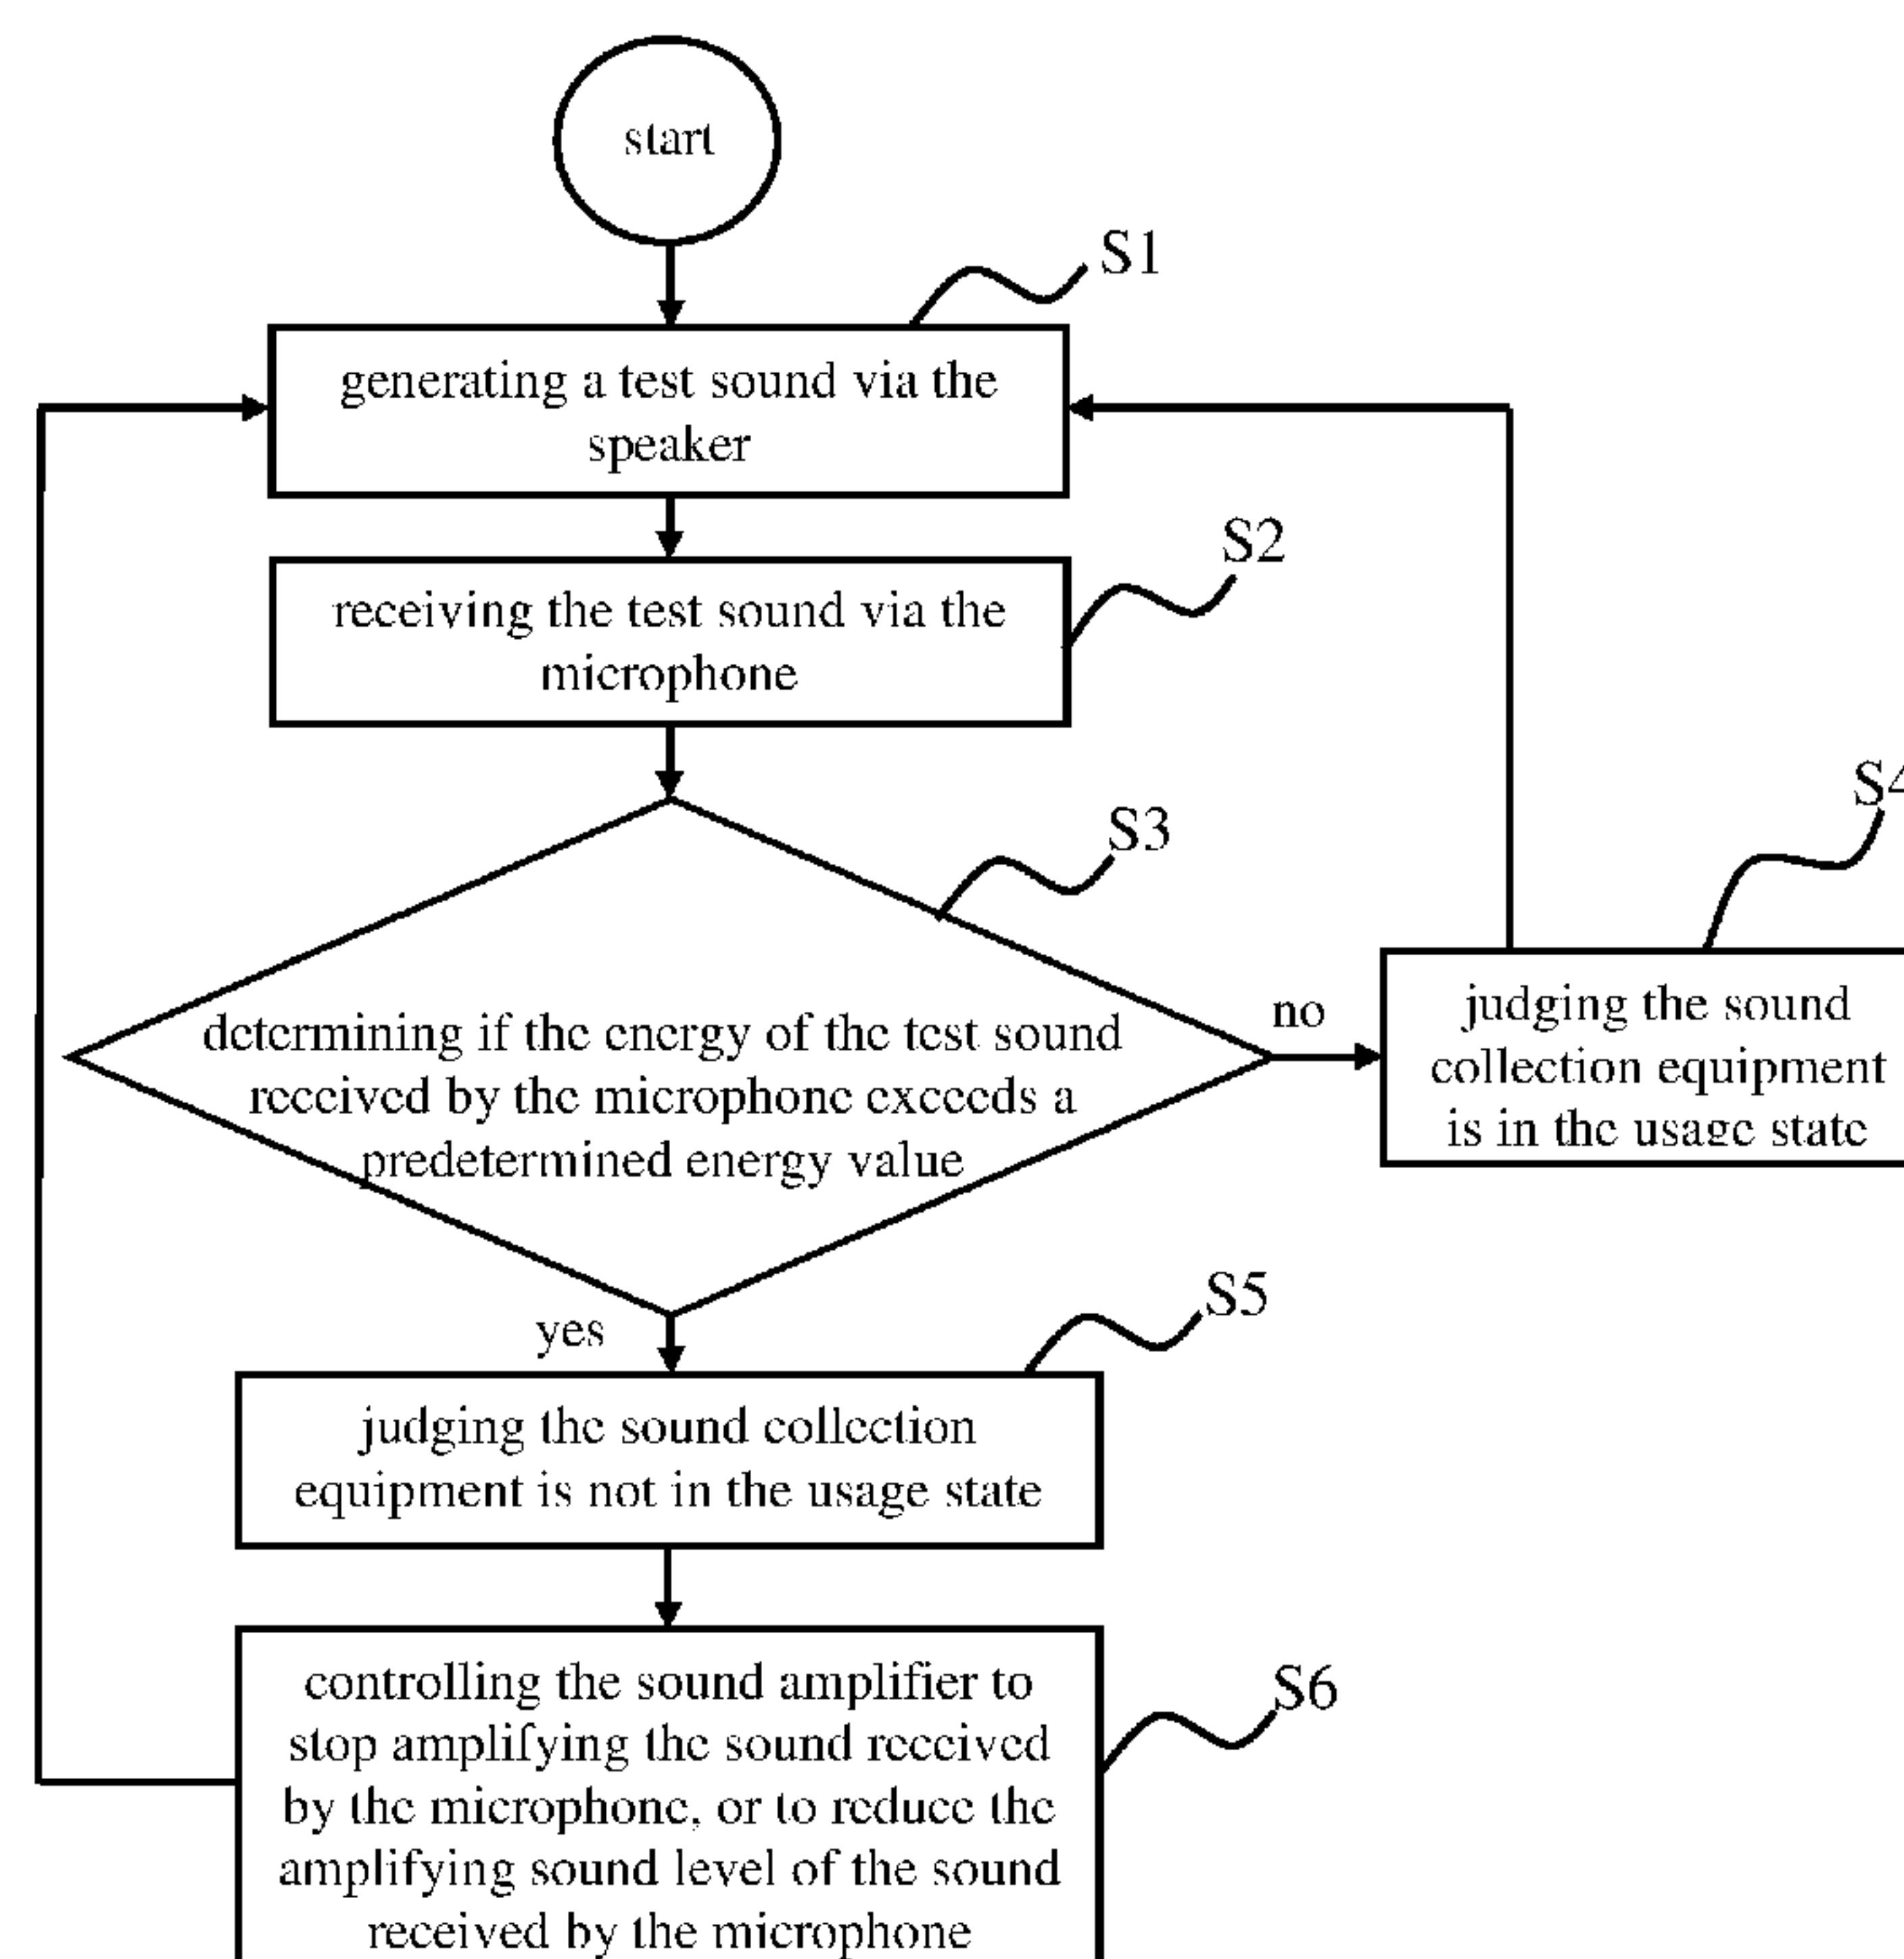 start
S1
generating a test sound via the
speaker
S2
receiving the test sound via the
microphone
S3
determining if the energy of the test sound
received by the microphone exceeds a
predetermined energy value
no
S4
judging the sound
collection equipment
is in the usage state
yes
S5
judging the sound collection
equipment is not in the usage state
S6
controlling the sound amplifier to
stop amplifying the sound received
by the microphone, or to reduce the
amplifying sound level of the sound
received by the microphone